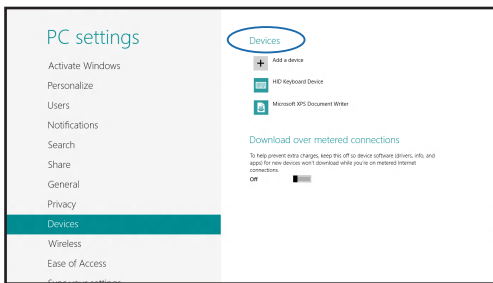 PC settings
Activate Windows
Personalize
Users
Notifications
Search
Share
General
Privacy
Devices
Wireless
Ease of Access
Sync your settings
Devices
Add a device
HID Keyboard Device
Microsoft XPS Document Writer
Download over metered connections
To help prevent extra charges, keep this off so device software (drivers, info, and
apps) for new devices won't download while you're on metered Internet
connections.
Off